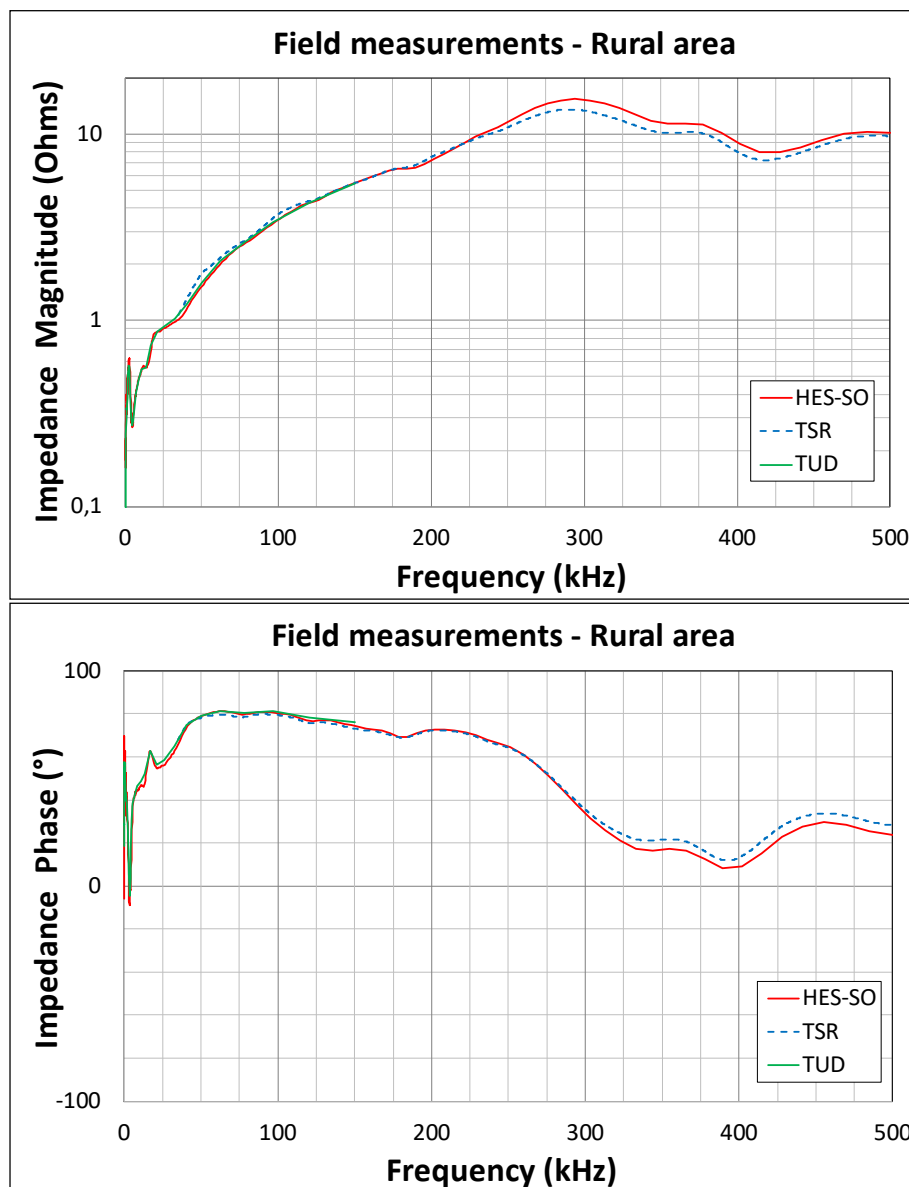 Field measurements - Rural area
Impedance Magnitude (Ohms)
10
1
0,1
HES-SO
TSR
TUD
0 100 200 300 400 500
Frequency (kHz)
Field measurements - Rural area
Impedance Phase (°)
100
0
-100
HES-SO
TSR
TUD
0 100 200 300 400 500
Frequency (kHz)